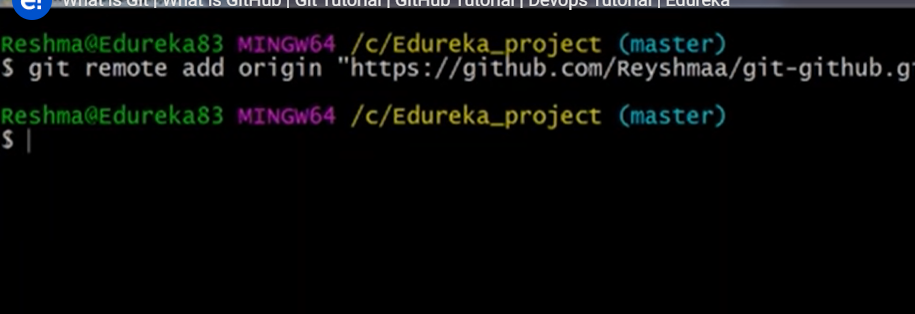 e!
What is Git | What is GitHub | Git Tutorial | GitHub Tutorial | Devops Tutorial | Edureka
Reshma@Edureka83 MINGW64 /c/Edureka_project (master)
$ git remote add origin "https://github.com/Reyshmaa/git-github.g
Reshma@Edureka83 MINGW64 /c/Edureka_project (master)
$